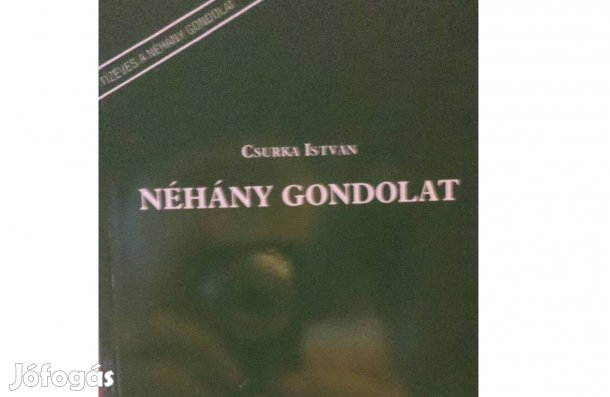 TÍZÉVES A NÉHÁNY GONDOLAT
CSURKA ISTVÁN
NÉHÁNY GONDOLAT
Jófogás